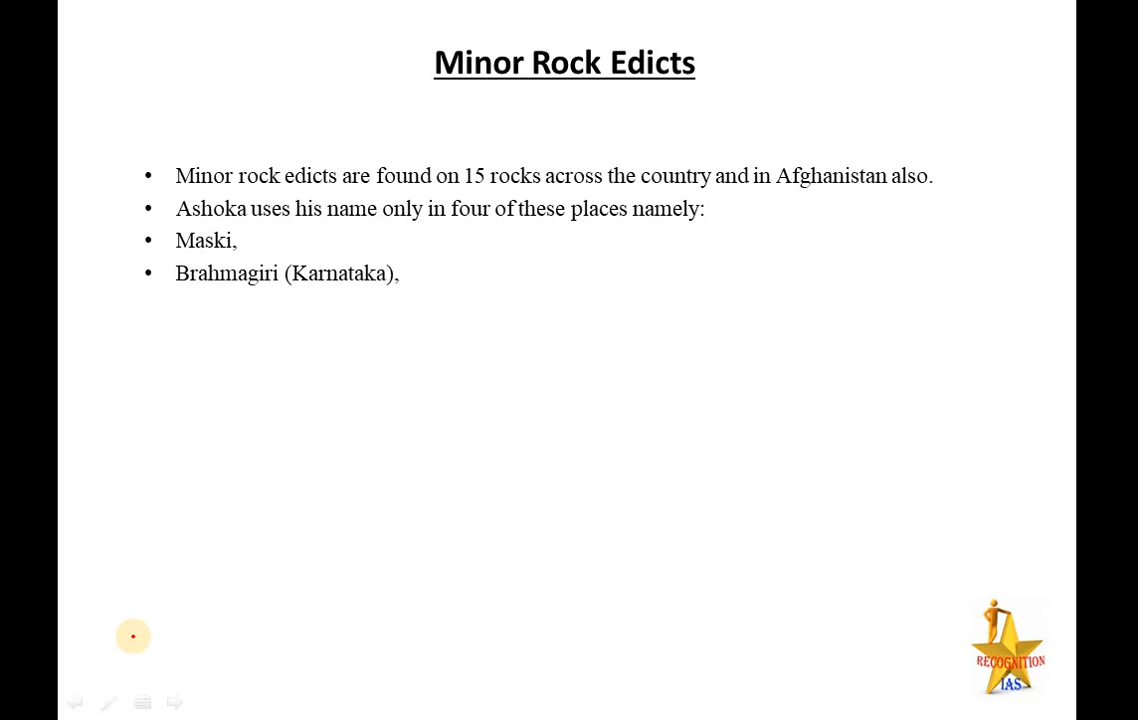 Minor Rock Edicts
• Minor rock edicts are found on 15 rocks across the country and in Afghanistan also.
• Ashoka uses his name only in four of these places namely:
• Maski,
• Brahmagiri (Karnataka),
RECOGNITION
IAS